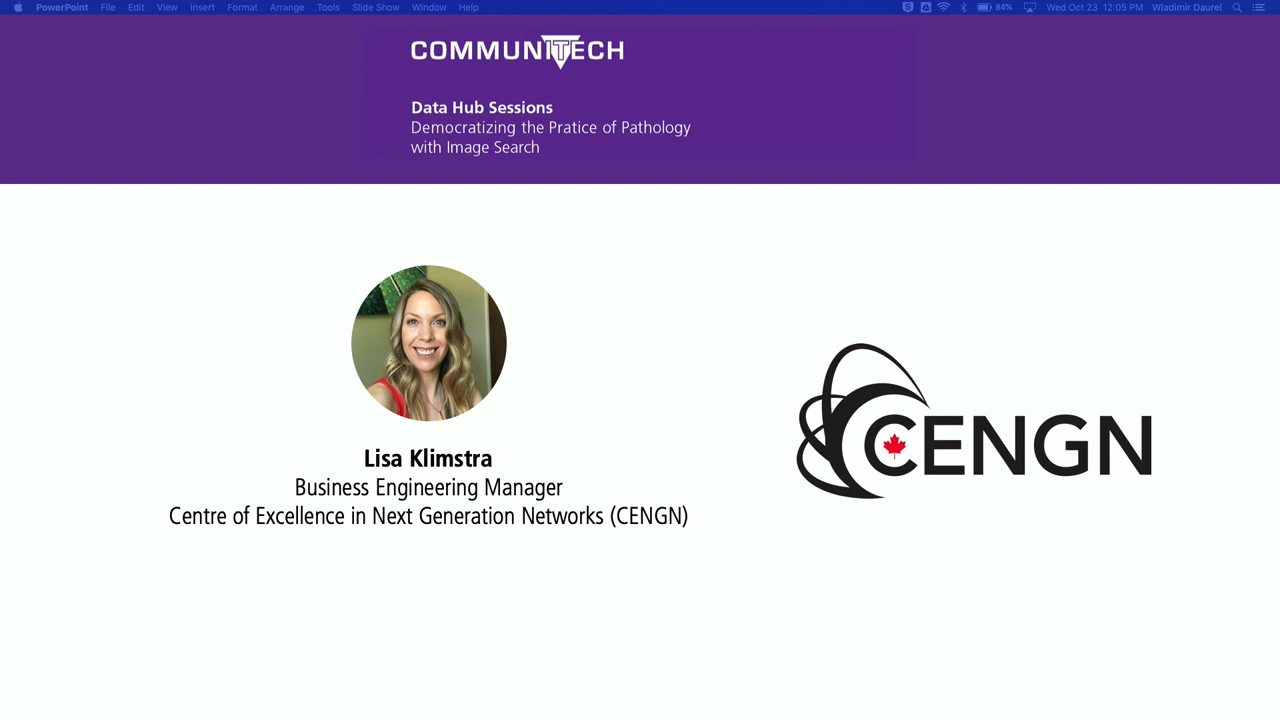 PowerPoint File Edit View Insert Format Arrange Tools Slide Show Window Help 84% Wed Oct 23 12:05 PM Wladimir Daurel
COMMUNITECH
Data Hub Sessions
Democratizing the Pratice of Pathology
with Image Search
Lisa Klimstra
Business Engineering Manager
Centre of Excellence in Next Generation Networks (CENGN)
CENGN